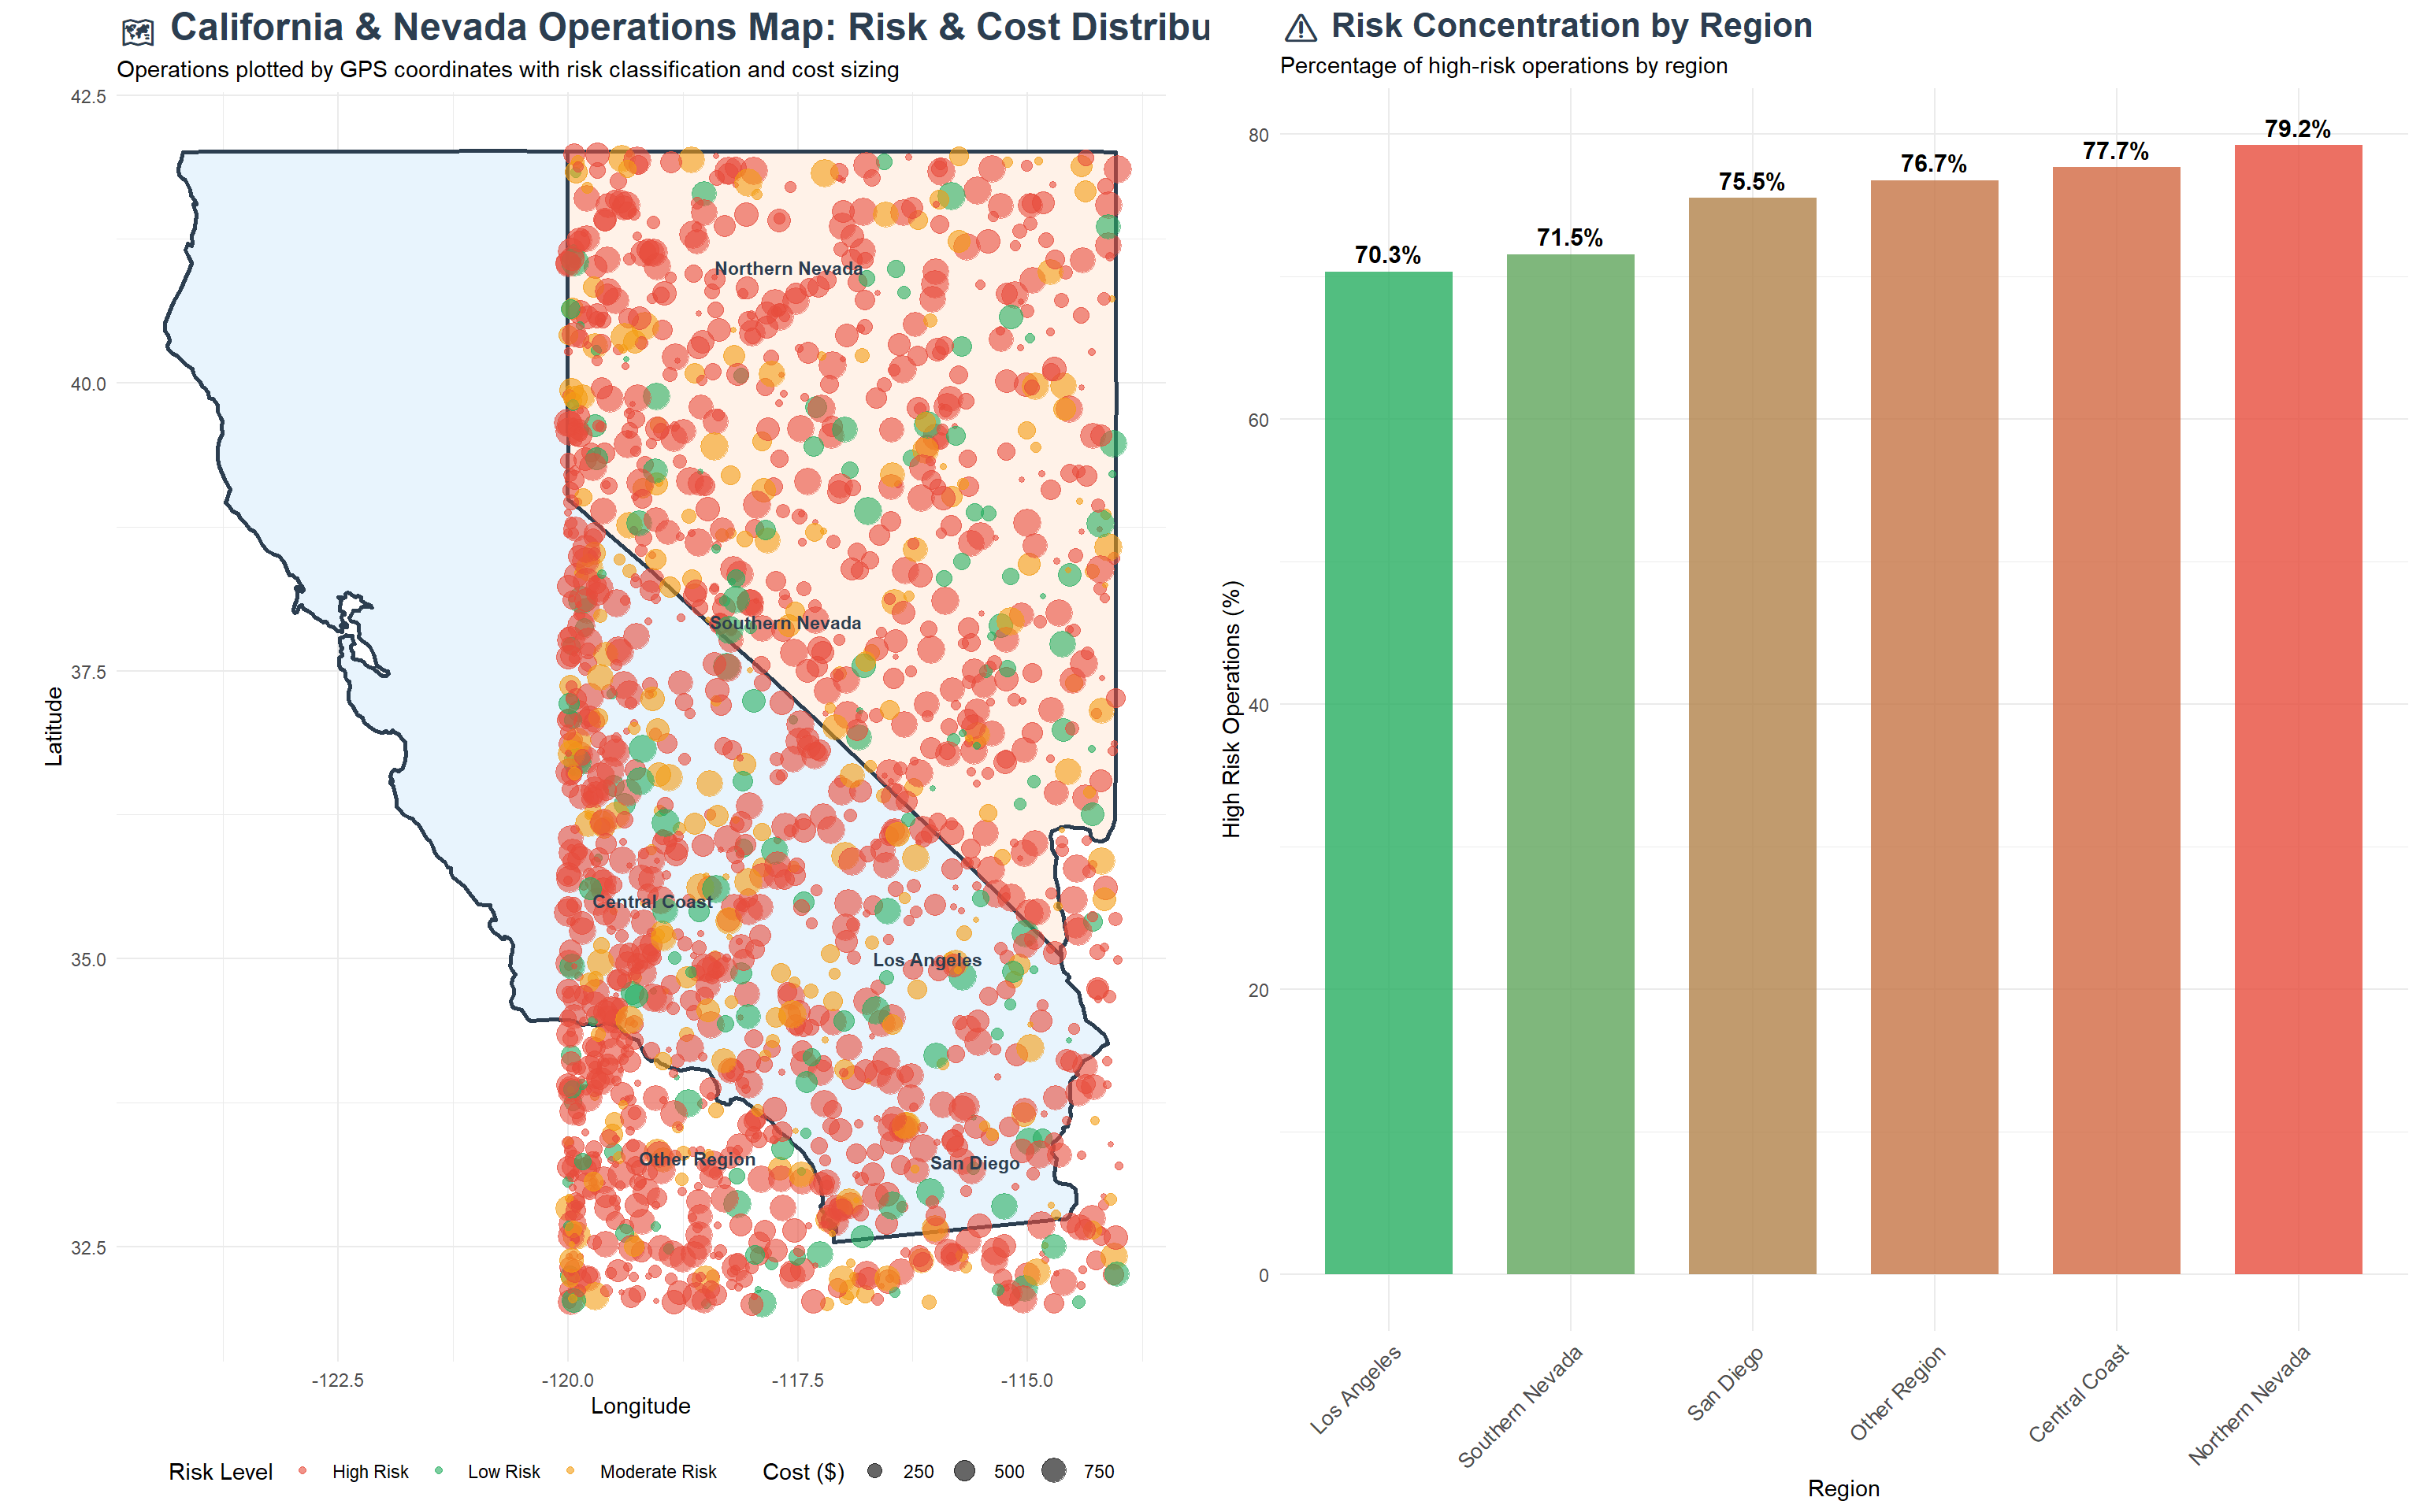 California & Nevada Operations Map: Risk & Cost Distribu
Operations plotted by GPS coordinates with risk classification and cost sizing
42.5
40.0
37.5
35.0
32.5
Latitude
Northern Nevada
Southern Nevada
Central Coast
Los Angeles
Other Region
San Diego
-122.5
-120.0
-117.5
-115.0
Longitude
Risk Level High Risk Low Risk Moderate Risk Cost ($) 250 500 750
Risk Concentration by Region
Percentage of high-risk operations by region
80
60
40
20
0
High Risk Operations (%)
70.3%
71.5%
75.5%
76.7%
77.7%
79.2%
Los Angeles
Southern Nevada
San Diego
Other Region
Central Coast
Northern Nevada
Region